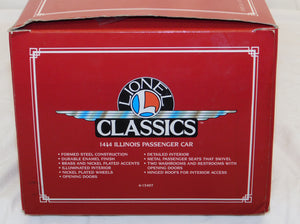 LIONEL
L
CLASSICS
1414 ILLINOIS PASSENGER CAR
• FORMED STEEL CONSTRUCTION
• DURABLE ENAMEL FINISH
• BRASS AND NICKEL PLATED ACCENTS
• ILLUMINATED INTERIOR
• NICKEL PLATED WHEELS
• OPENING DOORS
• DETAILED INTERIOR
• METAL PASSENGER SEATS THAT SWIVEL
• TWO WASHROOMS AND RESTROOMS WITH OPENING DOORS
• HINGED ROOFS FOR INTERIOR ACCESS